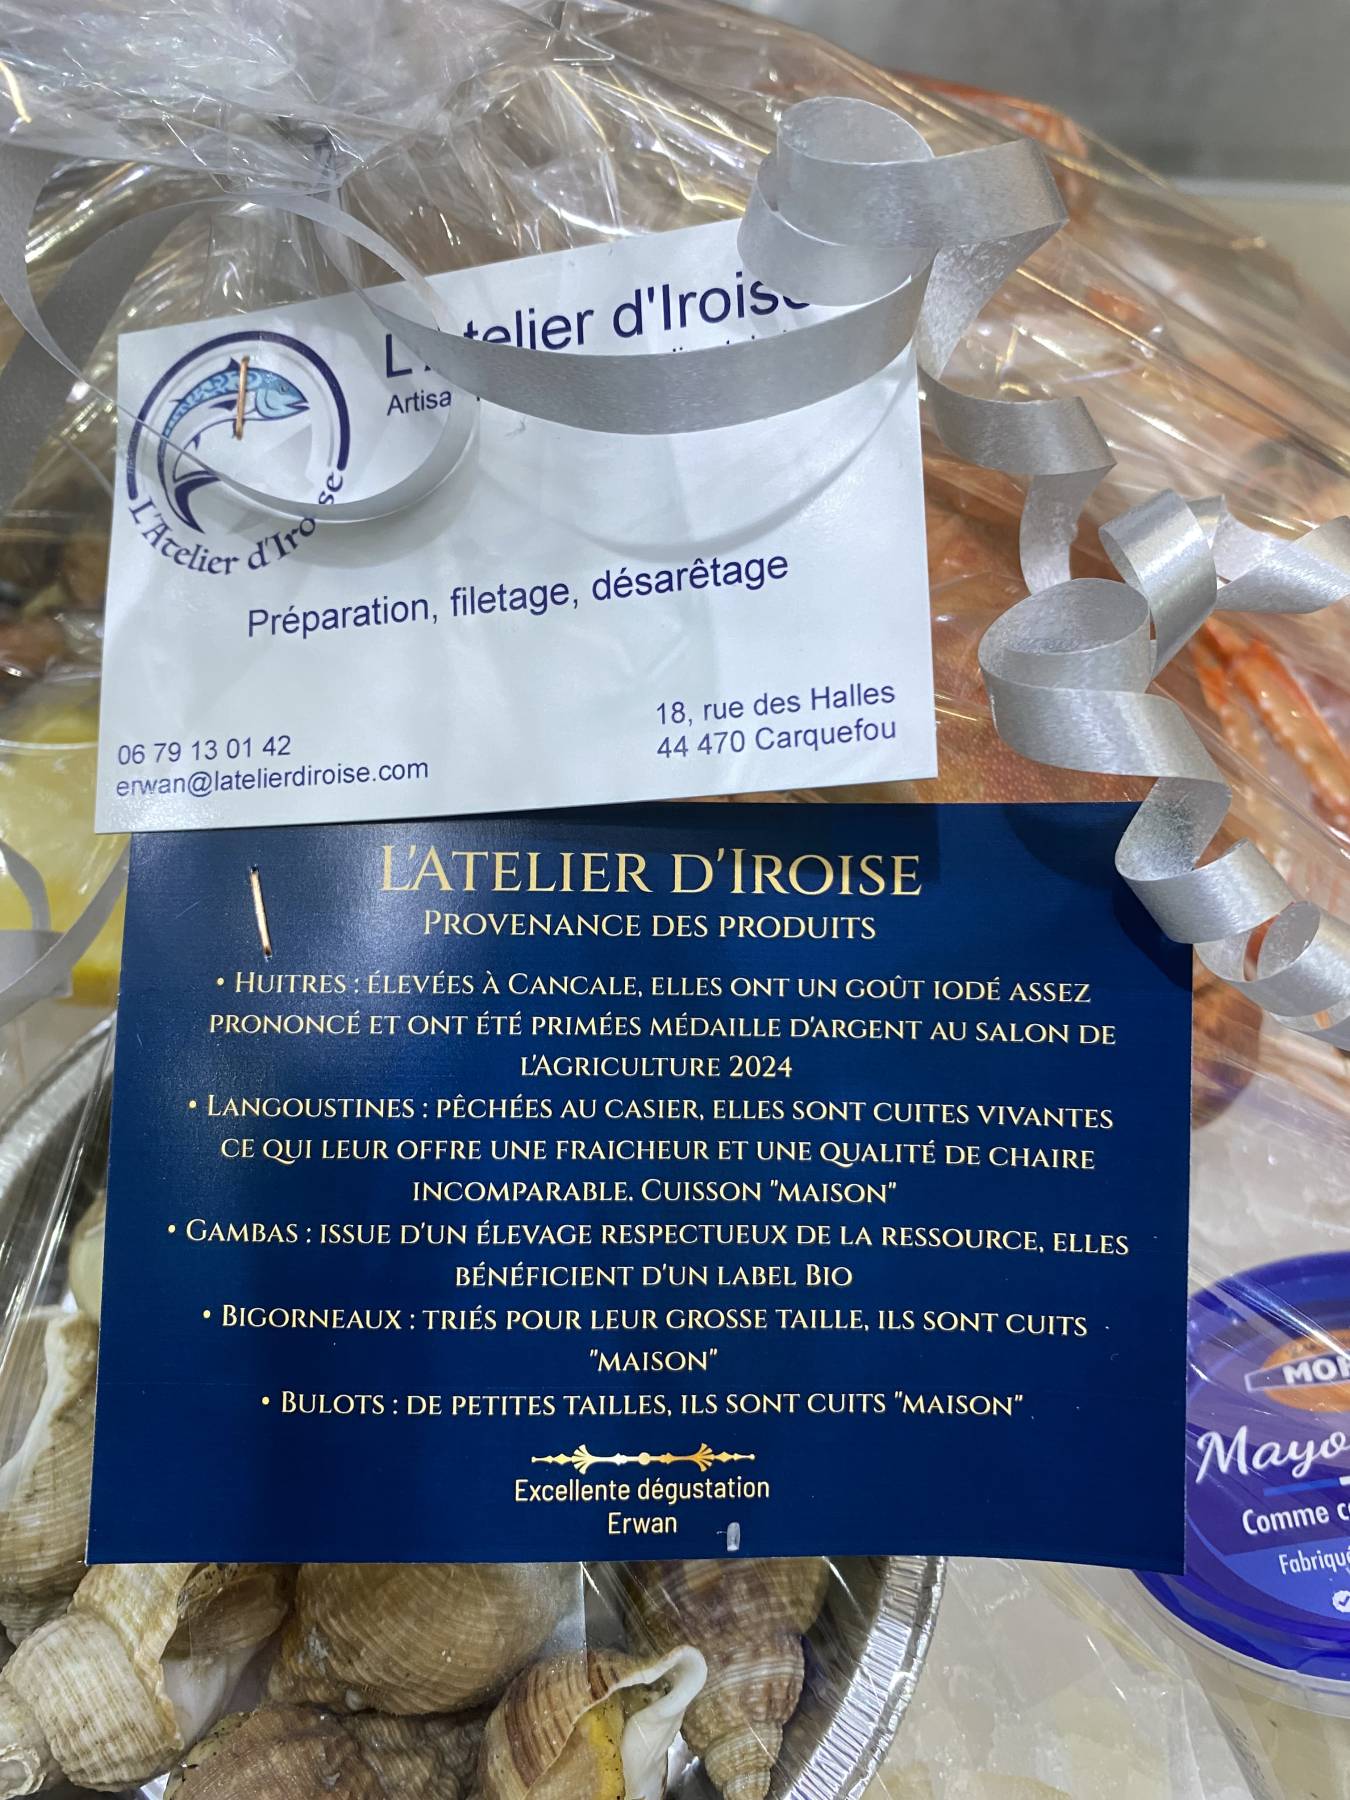 d'Iroise
Artisa
L'Atelier d'Iroise
Préparation, filetage, désarêtage
06 79 13 01 42
erwan@latelierdiroise.com
18, rue des Halles
44 470 Carquefou
L'ATELIER D'IROISE
PROVENANCE DES PRODUITS
• HUITRES : ÉLEVÉES À CANCALE, ELLES ONT UN GOÛT IODÉ ASSEZ
PRONONCÉ ET ONT ÉTÉ PRIMÉES MÉDAILLE D'ARGENT AU SALON DE
L'AGRICULTURE 2024
• LANGOUSTINES : PÊCHÉES AU CASIER, ELLES SONT CUITES VIVANTES
CE QUI LEUR OFFRE UNE FRAICHEUR ET UNE QUALITÉ DE CHAIRE
INCOMPARABLE. CUISSON "MAISON"
• GAMBAS : ISSUE D'UN ÉLEVAGE RESPECTUEUX DE LA RESSOURCE, ELLES
BÉNÉFICIENT D'UN LABEL BIO
• BIGORNEAUX : TRIÉS POUR LEUR GROSSE TAILLE, ILS SONT CUITS
"MAISON"
• BULOTS : DE PETITES TAILLES, ILS SONT CUITS "MAISON"
Excellente dégustation
Erwan
Mayo
Comme
Fabriqué